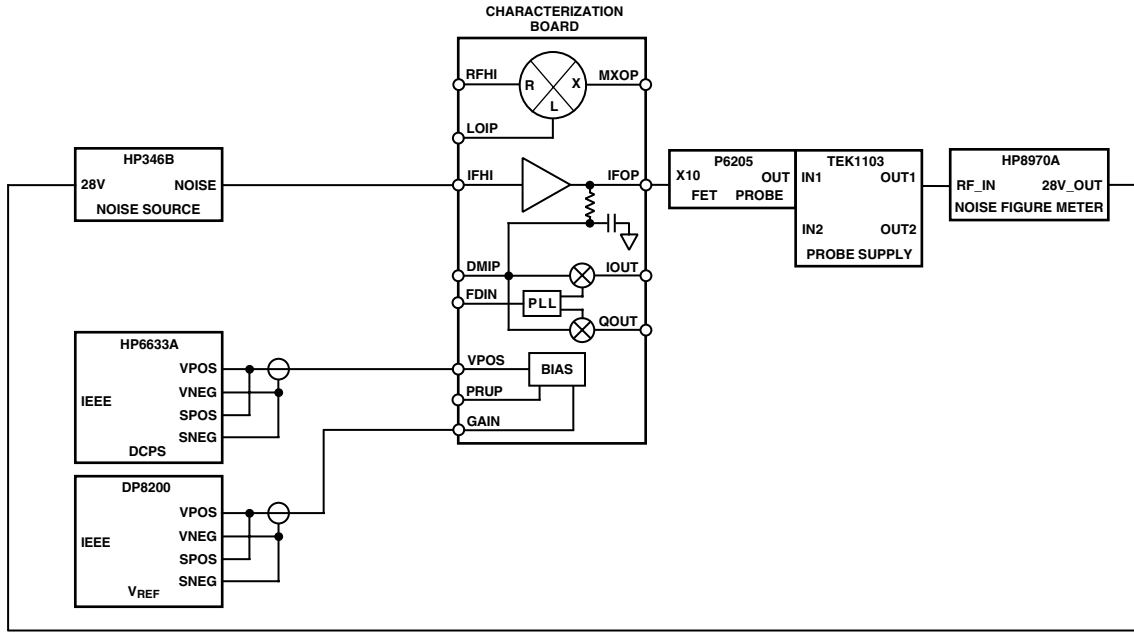 CHARACTERIZATION
BOARD
RFHI
R
X
L
MXOP
LOIP
HP346B
28V
NOISE
NOISE SOURCE
IFHI
IFOP
P6205
X10
OUT
FET PROBE
TEK1103
IN1
OUT1
IN2
OUT2
PROBE SUPPLY
HP8970A
RF_IN
28V_OUT
NOISE FIGURE METER
DMIP
IOUT
FDIN
PLL
QOUT
HP6633A
VPOS
VNEG
IEEE
SPOS
SNEG
DCPS
VPOS
BIAS
PRUP
GAIN
DP8200
VPOS
VNEG
IEEE
SPOS
SNEG
VREF